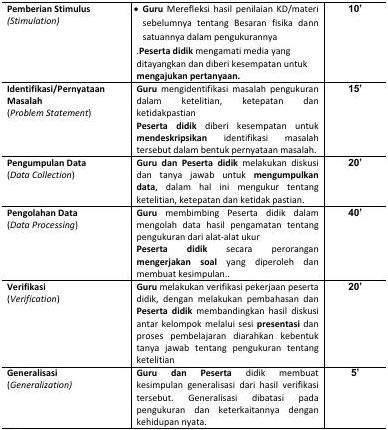 Pemberian Stimulus
(Stimulation)
• Guru Merefleksi hasil penilaian KD/materi
sebelumnya tentang Besaran fisika dann
satuannya dalam pengukurannya
.Peserta didik mengamati media yang
ditayangkan dan diberi kesempatan untuk
mengajukan pertanyaan.
10’
Identifikasi/Pernyataan
Masalah
(Problem Statement)
Guru mengidentifikasi masalah pengukuran
dalam ketelitian, ketepatan dan
ketidakpastian
Peserta didik diberi kesempatan untuk
mendeskripsikan identifikasi masalah
tersebut dalam bentuk pernyataan masalah.
15’
Pengumpulan Data
(Data Collection)
Guru dan Peserta didik melakukan diskusi
dan tanya jawab untuk mengumpulkan
data, dalam hal ini mengukur tentang
ketelitian, ketepatan dan ketidak pastian.
20’
Pengolahan Data
(Data Processing)
Guru membimbing Peserta didik dalam
mengolah data hasil pengamatan tentang
pengukuran dari alat-alat ukur
Peserta didik secara perorangan
mengerjakan soal yang diperoleh dan
membuat kesimpulan..
40’
Verifikasi
(Verification)
Guru melakukan verifikasi pekerjaan peserta
didik, dengan melakukan pembahasan dan
Peserta didik membandingkan hasil diskusi
antar kelompok melalui sesi presentasi dan
proses pembelajaran diarahkan kebentuk
tanya jawab tentang pengukuran tentang
ketelitian
20’
Generalisasi
(Generalization)
Guru dan Peserta didik membuat
kesimpulan generalisasi dari hasil verifikasi
tersebut. Generalisasi dibatasi pada
pengukuran dan keterkaitannya dengan
kehidupan nyata.
5’